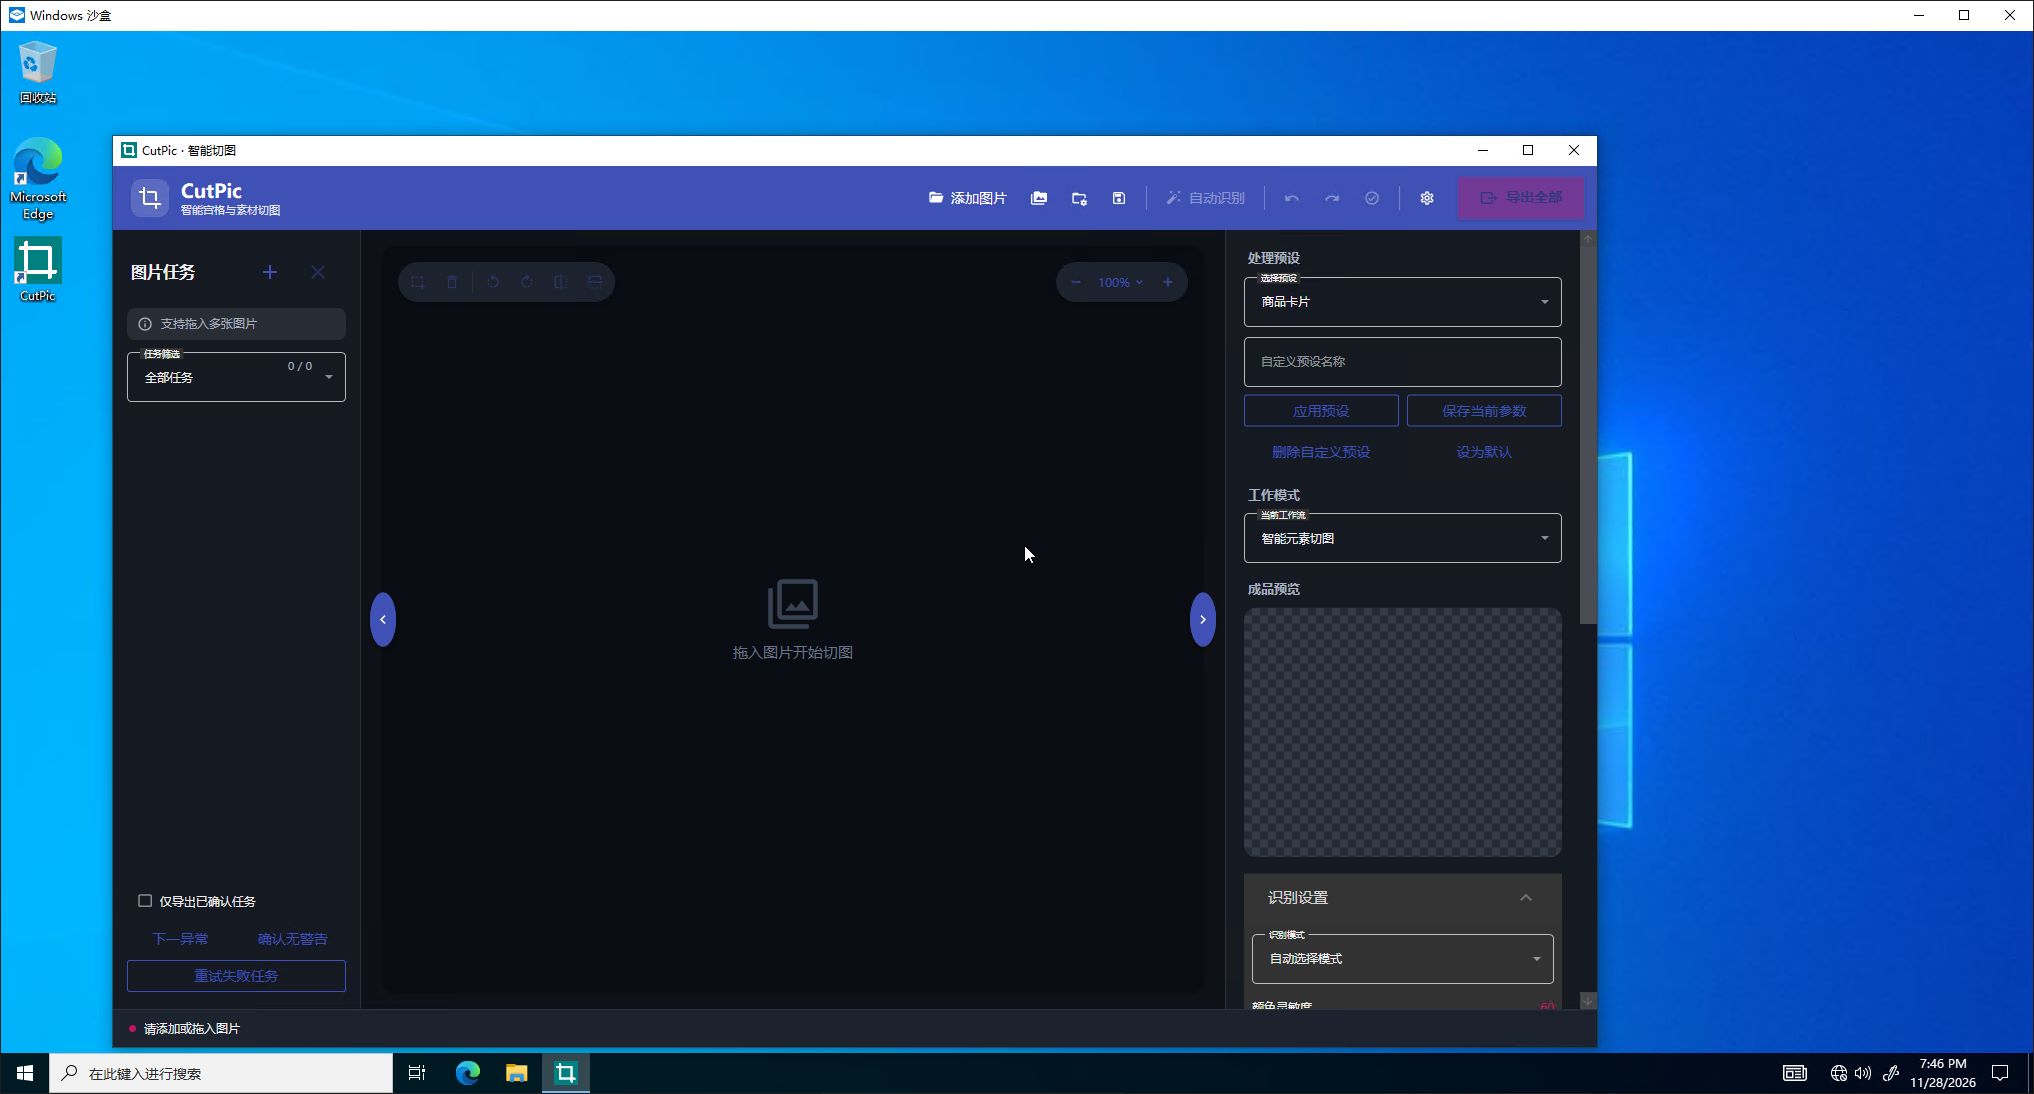 Windows 沙盒
回收站
Microsoft
Edge
CutPic
CutPic · 智能切图
CutPic
智能宫格与素材切图
添加图片
自动识别
导出全部
图片任务
支持拖入多张图片
任务筛选
全部任务
0 / 0
仅导出已确认任务
下一异常
确认无警告
重试失败任务
100%
拖入图片开始切图
处理预设
选择预设
商品卡片
自定义预设名称
应用预设
保存当前参数
删除自定义预设
设为默认
工作模式
当前工作流
智能元素切图
成品预览
识别设置
识别模式
自动选择模式
颜色灵敏度
60
请添加或拖入图片
在此键入进行搜索
7:46 PM
11/28/2026